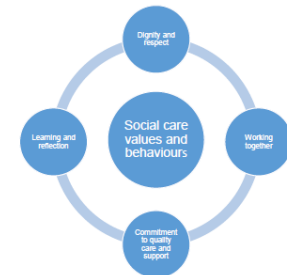 Dignity and
respect
Social care
values and
behaviours
Learning and
reflection
Working
together
Commitment
to quality
care and
support